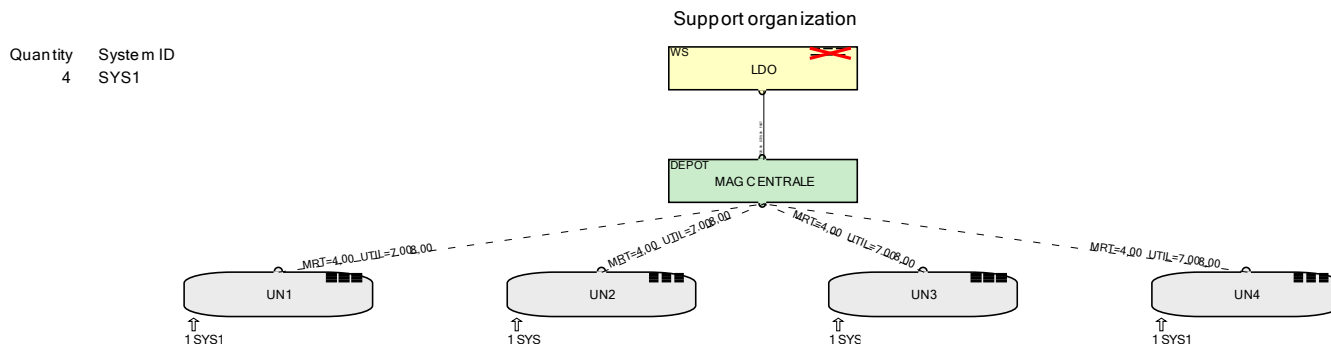 Support organization
Quantity System ID
4 SYS1
WS
LDO
DEPOT
MAG CENTRALE
MRT=4,00 UTIL=7.008,00
MRT=4,00 UTIL=7.008,00
MRT=4,00 UTIL=7.008,00
MRT=4,00 UTIL=7.008,00
UN1
UN2
UN3
UN4
1 SYS1
1 SYS
1 SYS
1 SYS1